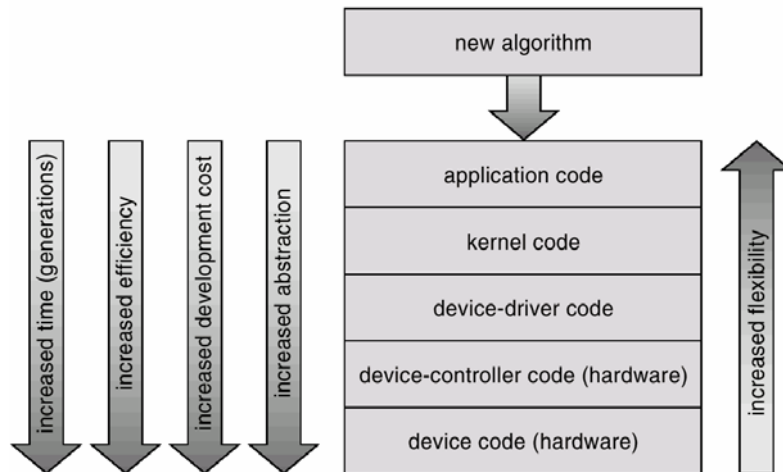 new algorithm
increased time (generations)
increased efficiency
increased development cost
increased abstraction
application code
kernel code
device-driver code
device-controller code (hardware)
device code (hardware)
increased flexibility